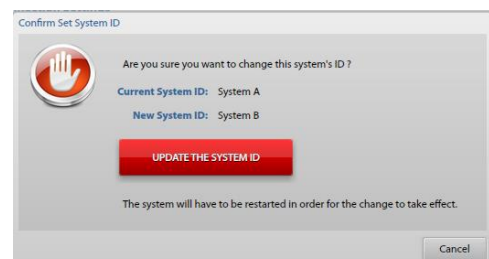 Confirm Set System ID
Are you sure you want to change this system's ID ?
Current System ID: System A
New System ID: System B
UPDATE THE SYSTEM ID
The system will have to be restarted in order for the change to take effect.
Cancel